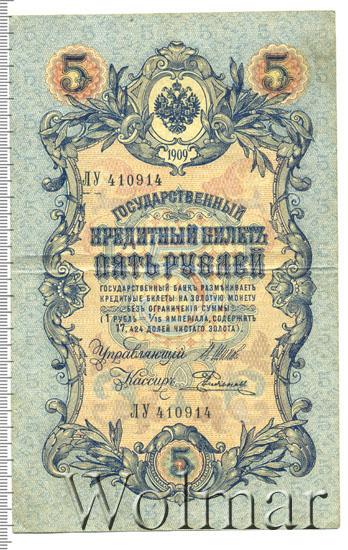 5 5
1909
ЛУ 410914
ГОСУДАРСТВЕННЫЙ
КРЕДИТНЫЙ БИЛЕТЪ
ПЯТЬ РУБЛЕЙ
ГОСУДАРСТВЕННЫЙ БАНКЪ РАЗМѢНИВАЕТЪ
КРЕДИТНЫЕ БИЛЕТЫ НА ЗОЛОТУЮ МОНЕТУ
БЕЗЪ ОГРАНИЧЕНІЯ СУММЫ
(1 РУБЛЬ = 1/15 ИМПЕРІАЛА, СОДЕРЖИТЪ
17,424 ДОЛЕЙ ЧИСТАГО ЗОЛОТА).
Управляющій
Кассиръ
ЛУ 410914
5
Wolmar